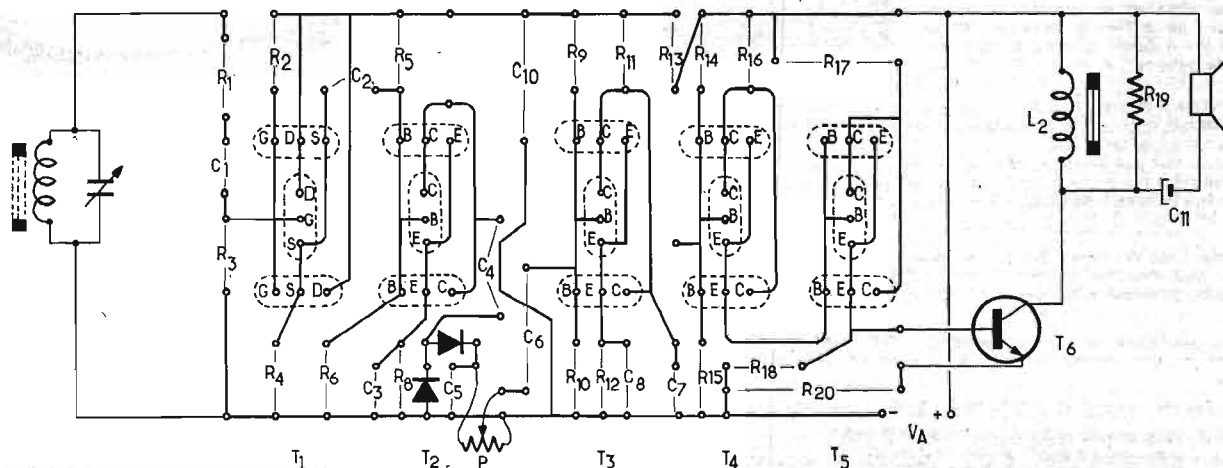 R1 R2 C2 R5 C10 R9 R11 R13 R14 R16 R17 L2 R19
G D S B C E B C E B C E B C E
C1 D C C C C C11
G B B B B
R3 S E C4 E E E
G S D B E C B E C B E C B E C
C6 T6
R4 R6 C3 R8 C5 R10 R12 C8 C7 R15 R18 R20
- VA +
T1 T2 P T3 T4 T5